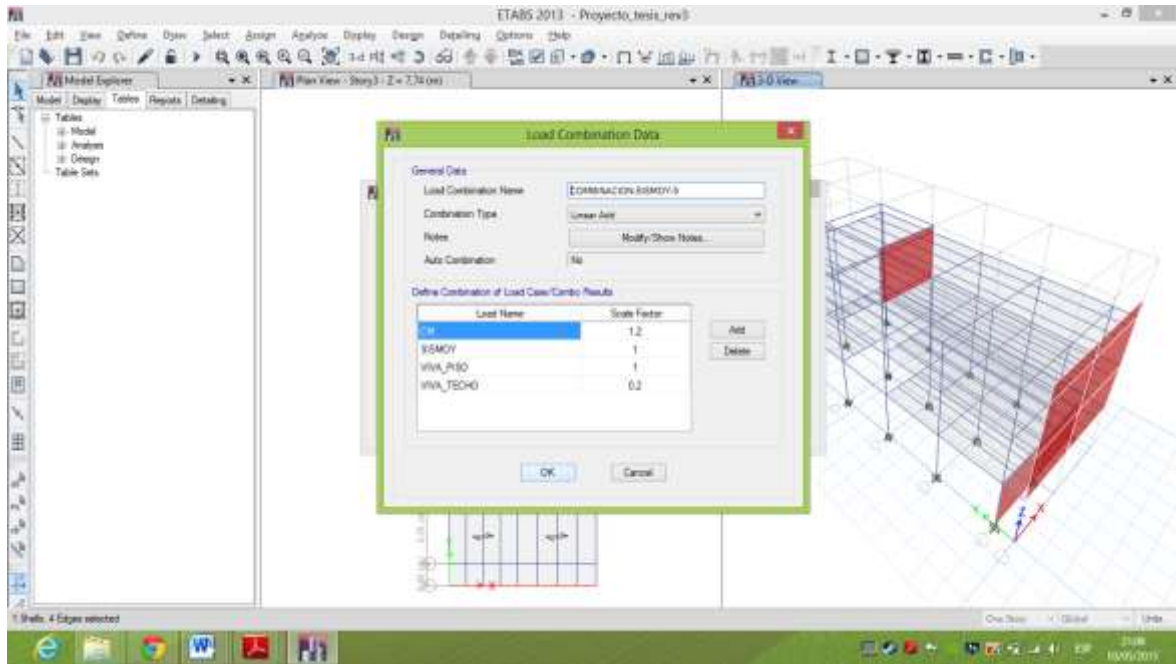 ETABS 2013 - Proyecto_tesis_rev3
File Edit View Define Draw Select Assign Analyze Display Design Detailing Options Help
Model Explorer
Plan View - Story3 - Z = 7,74 (m)
3-D View
Model Display Tables Reports Detailing
Tables
Model
Analysis
Design
Table Sets
Load Combination Data
General Data
Load Combination Name
Combination Type Linear Add
Notes Modify/Show Notes...
Auto Combination No
Define Combination of Load Case/Combo Results
Load Name Scale Factor
CM 1.2
SISMOY 1
VIVA_PISO 1
VIVA_TECHO 0.2
Add
Delete
OK Cancel
1 Shells, 4 Edges selected
One Story Global Units...
ESP
10/05/2015